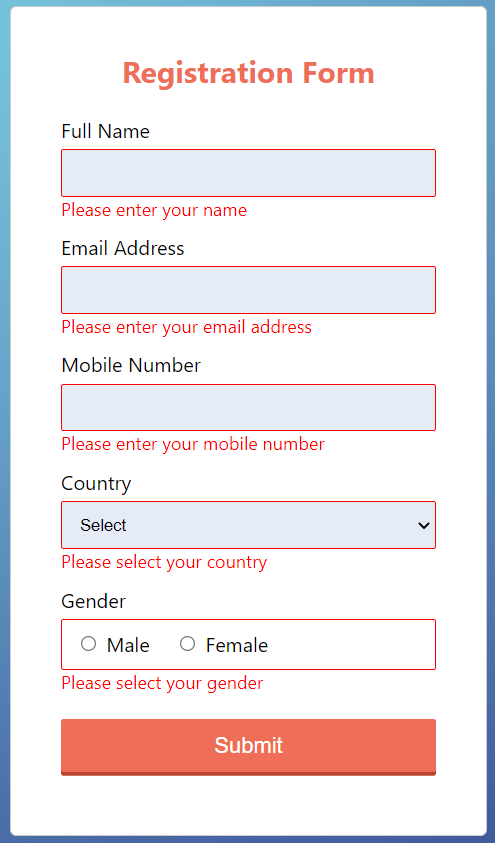 Registration Form
Full Name
Please enter your name
Email Address
Please enter your email address
Mobile Number
Please enter your mobile number
Country
Select
Please select your country
Gender
Male Female
Please select your gender
Submit